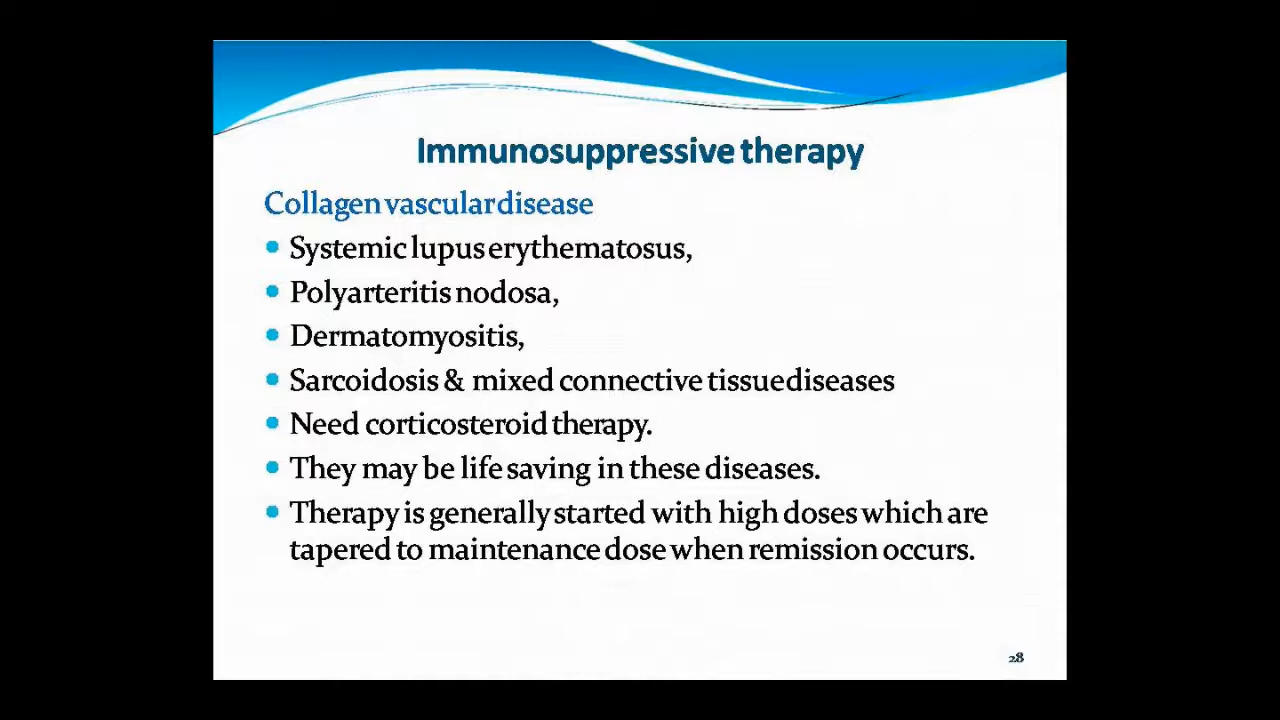 Immunosuppressive therapy
Collagen vascular disease
• Systemic lupus erythematosus,
• Polyarteritis nodosa,
• Dermatomyositis,
• Sarcoidosis & mixed connective tissue diseases
• Need corticosteroid therapy.
• They may be life saving in these diseases.
• Therapy is generally started with high doses which are
tapered to maintenance dose when remission occurs.
28